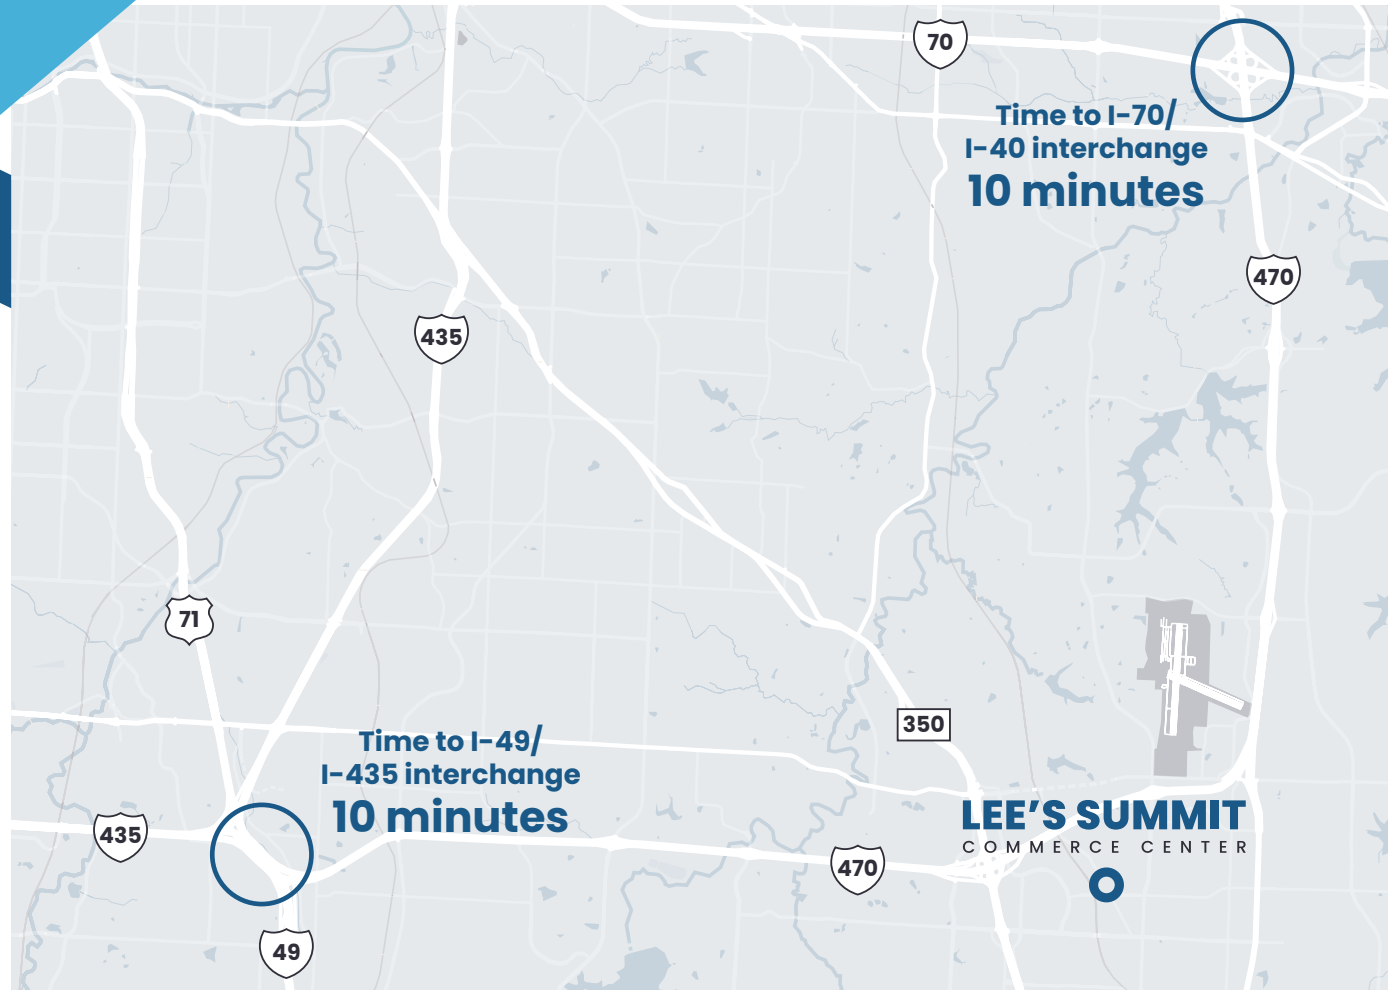 70
Time to I-70/
I-40 interchange
10 minutes
470
435
71
350
Time to I-49/
I-435 interchange
10 minutes
LEE'S SUMMIT
COMMERCE CENTER
435
470
49